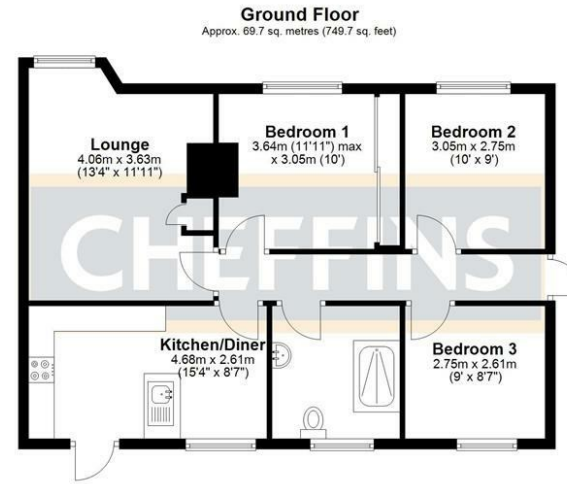 Ground Floor
Approx. 69.7 sq. metres (749.7 sq. feet)
Lounge
4.06m x 3.63m
(13'4" x 11'11")
Bedroom 1
3.64m (11'11") max
x 3.05m (10')
Bedroom 2
3.05m x 2.75m
(10' x 9')
CHEFFINS
Kitchen/Diner
4.68m x 2.61m
(15'4" x 8'7")
Bedroom 3
2.75m x 2.61m
(9' x 8'7")